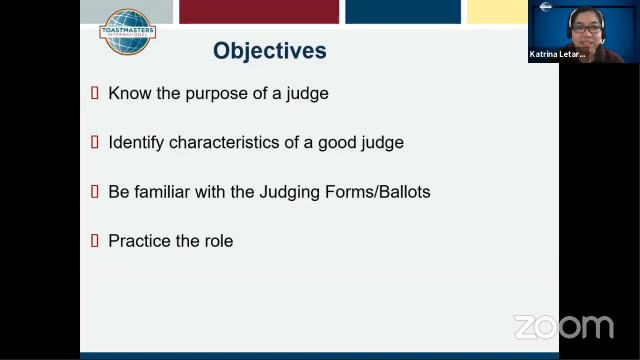 TOASTMASTERS
INTERNATIONAL
Objectives
Katrina Letar...
Know the purpose of a judge
Identify characteristics of a good judge
Be familiar with the Judging Forms/Ballots
Practice the role
zoom